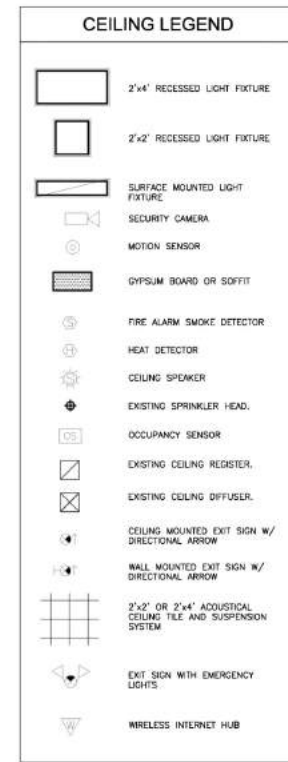 CEILING LEGEND
2'x4' RECESSED LIGHT FIXTURE
2'x2' RECESSED LIGHT FIXTURE
SURFACE MOUNTED LIGHT
FIXTURE
SECURITY CAMERA
MOTION SENSOR
GYPSUM BOARD OR SOFFIT
S
FIRE ALARM SMOKE DETECTOR
H
HEAT DETECTOR
S
CEILING SPEAKER
EXISTING SPRINKLER HEAD.
OS
OCCUPANCY SENSOR
EXISTING CEILING REGISTER.
EXISTING CEILING DIFFUSER.
CEILING MOUNTED EXIT SIGN W/
DIRECTIONAL ARROW
WALL MOUNTED EXIT SIGN W/
DIRECTIONAL ARROW
2'x2' OR 2'x4' ACOUSTICAL
CEILING TILE AND SUSPENSION
SYSTEM
EXIT SIGN WITH EMERGENCY
LIGHTS
W
WIRELESS INTERNET HUB